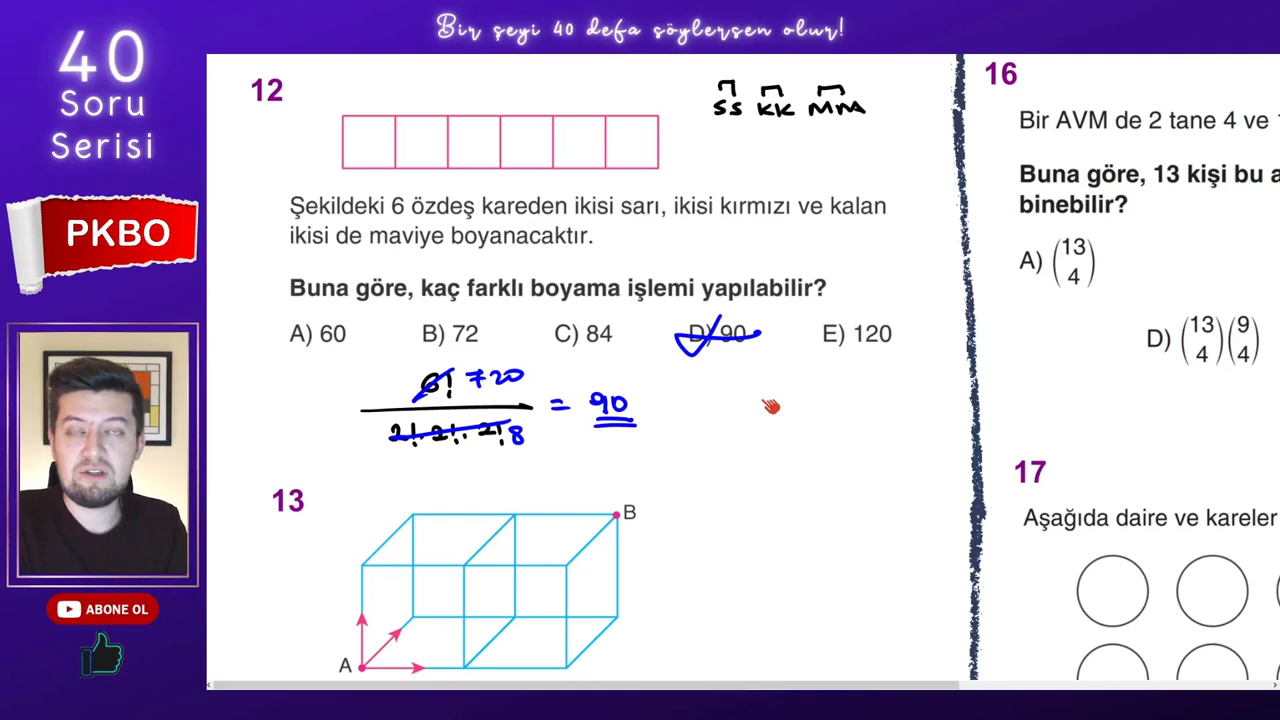 Bir şeyi 40 defa söylersen olur!
40
Soru
Serisi
PKBO
ABONE OL
12
SS KK MM
Şekildeki 6 özdeş kareden ikisi sarı, ikisi kırmızı ve kalan
ikisi de maviye boyanacaktır.
Buna göre, kaç farklı boyama işlemi yapılabilir?
A) 60 B) 72 C) 84 D) 90 E) 120
6! 720
2! . 2! . 2! 8
= 90
13
B
A
16
Bir AVM de 2 tane 4 ve 1
Buna göre, 13 kişi bu a
binebilir?
A) (13 4)
D) (13 4) (9 4)
17
Aşağıda daire ve kareler